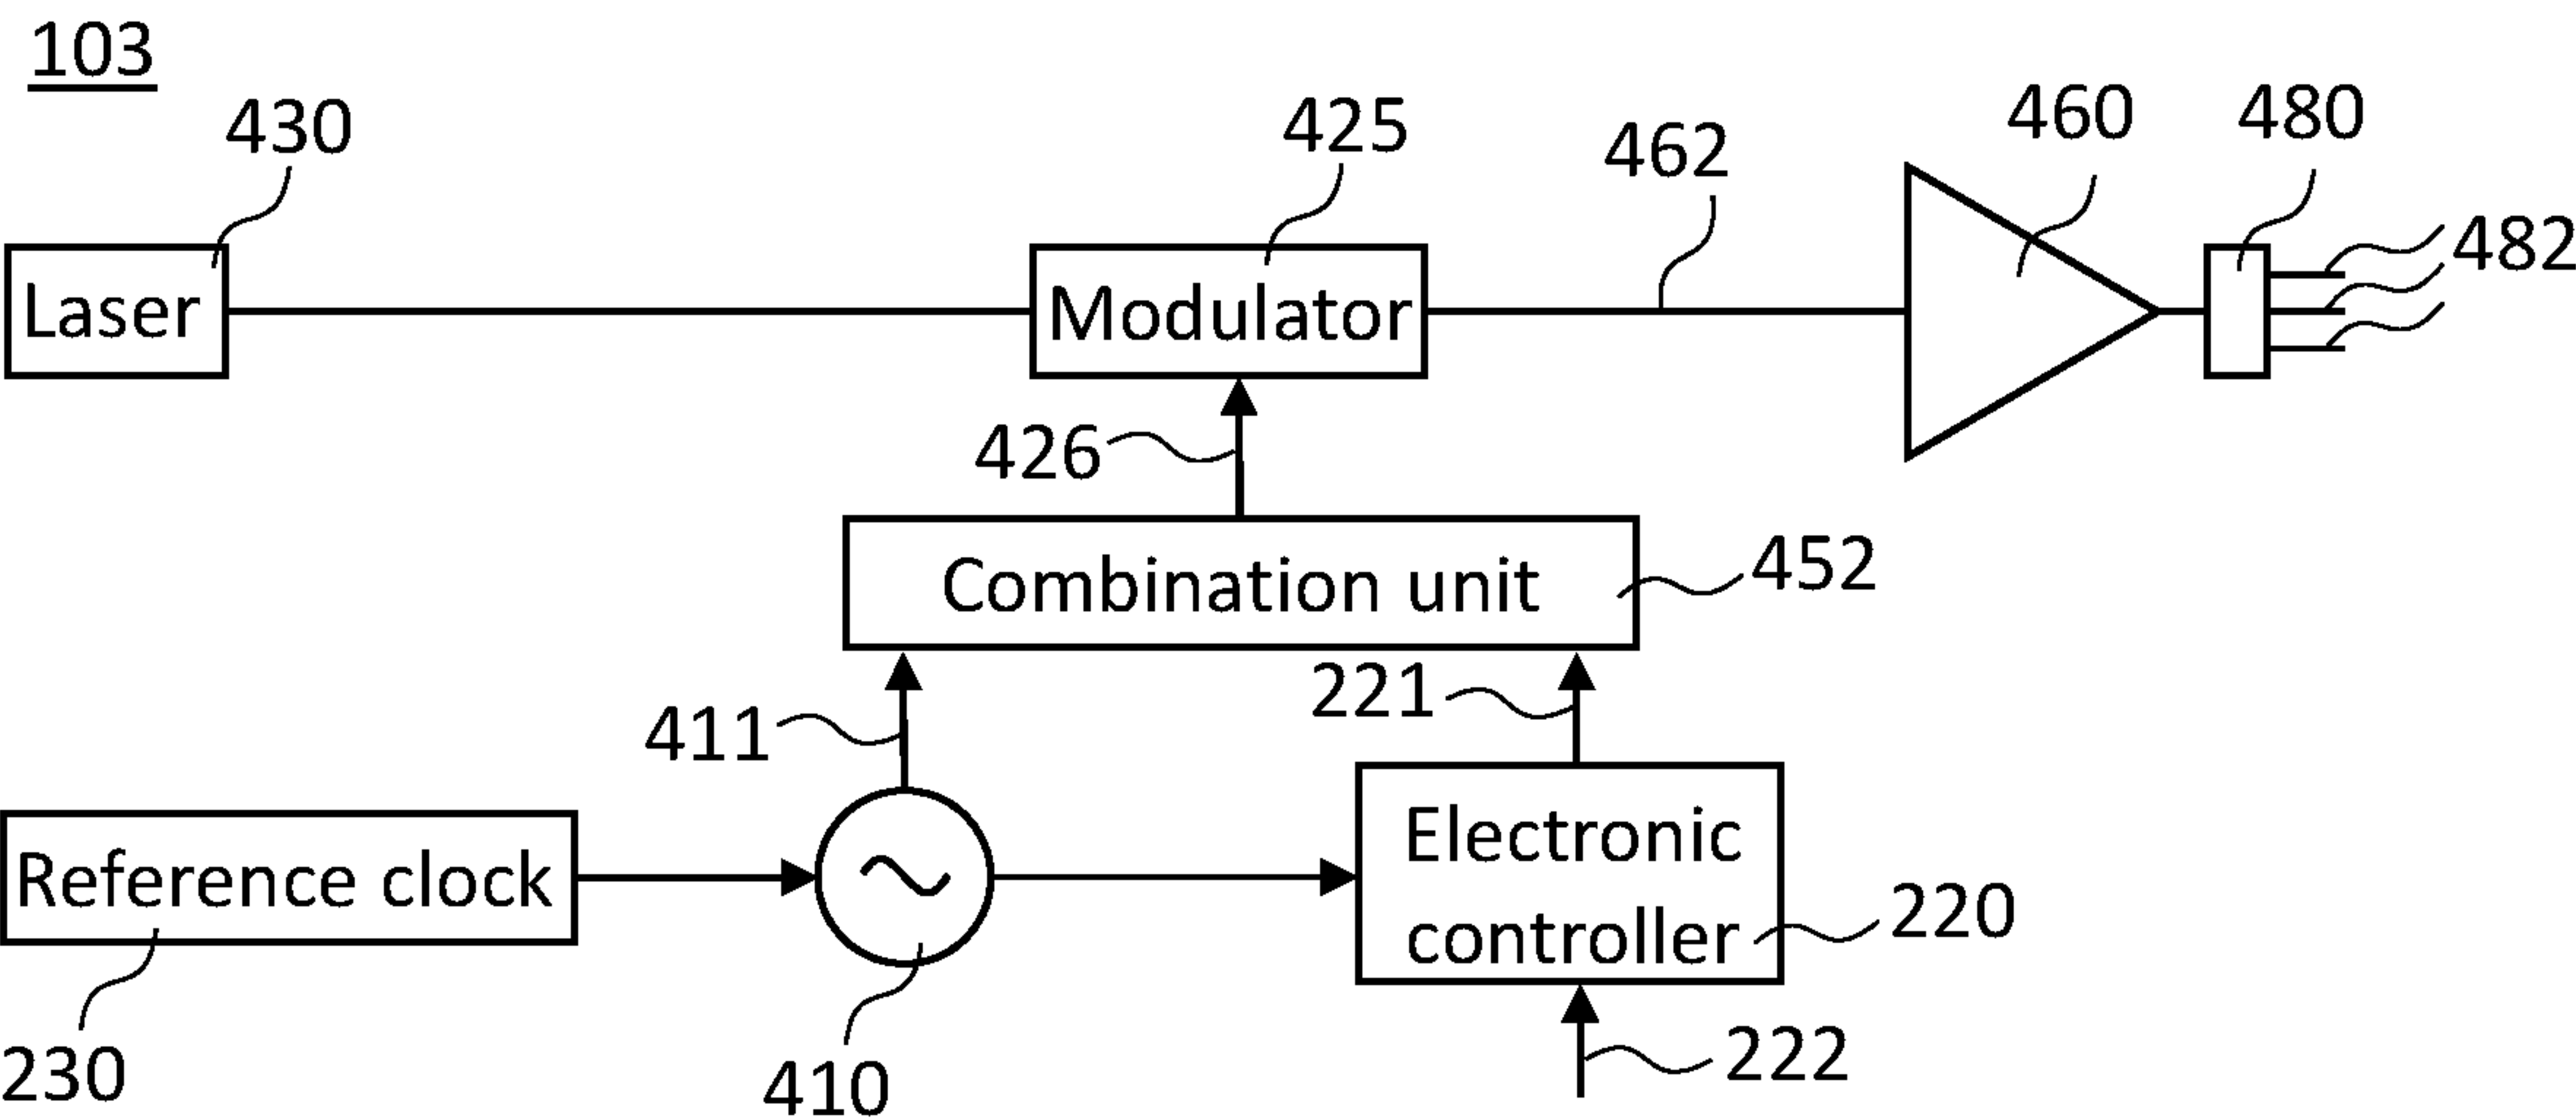 103
430
425
462
460
480
482
Laser
Modulator
426
Combination unit
452
411
221
Reference clock
Electronic
controller
220
230
410
222